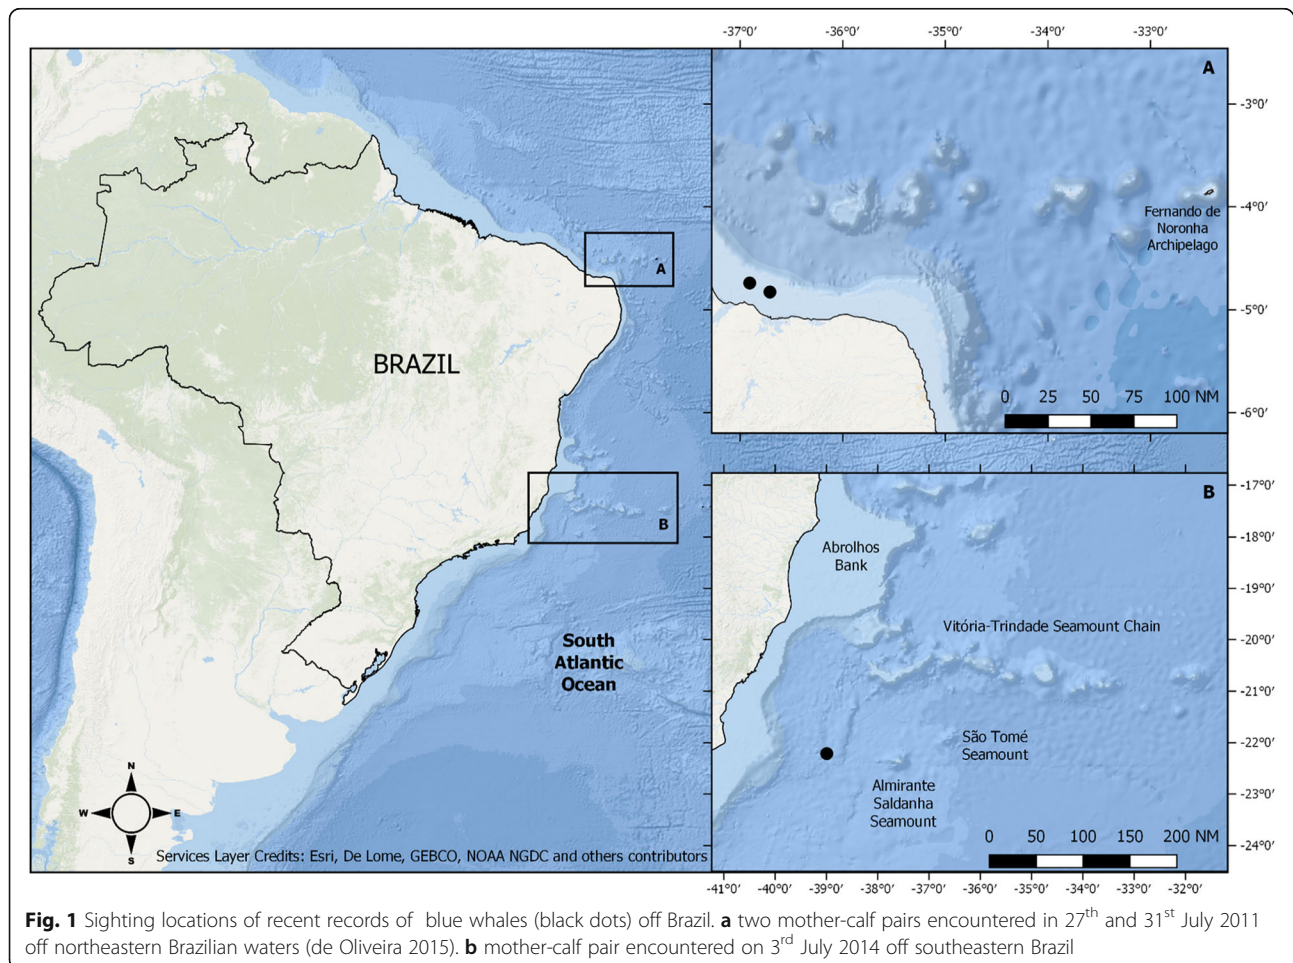 -37°0′ -36°0′ -35°0′ -34°0′ -33°0′
A
-3°0′
-4°0′
-5°0′
-6°0′
Fernando de
Noronha
Archipelago
0 25 50 75 100 NM
BRAZIL
A
B
South
Atlantic
Ocean
N
W E
S
Services Layer Credits: Esri, De Lome, GEBCO, NOAA NGDC and others contributors
B
-17°0′
-18°0′
-19°0′
-20°0′
-21°0′
-22°0′
-23°0′
-24°0′
Abrolhos
Bank
Vitória-Trindade Seamount Chain
São Tomé
Seamount
Almirante
Saldanha
Seamount
0 50 100 150 200 NM
-41°0′ -40°0′ -39°0′ -38°0′ -37°0′ -36°0′ -35°0′ -34°0′ -33°0′ -32°0′
Fig. 1 Sighting locations of recent records of blue whales (black dots) off Brazil. a two mother-calf pairs encountered in 27th and 31st July 2011
off northeastern Brazilian waters (de Oliveira 2015). b mother-calf pair encountered on 3rd July 2014 off southeastern Brazil